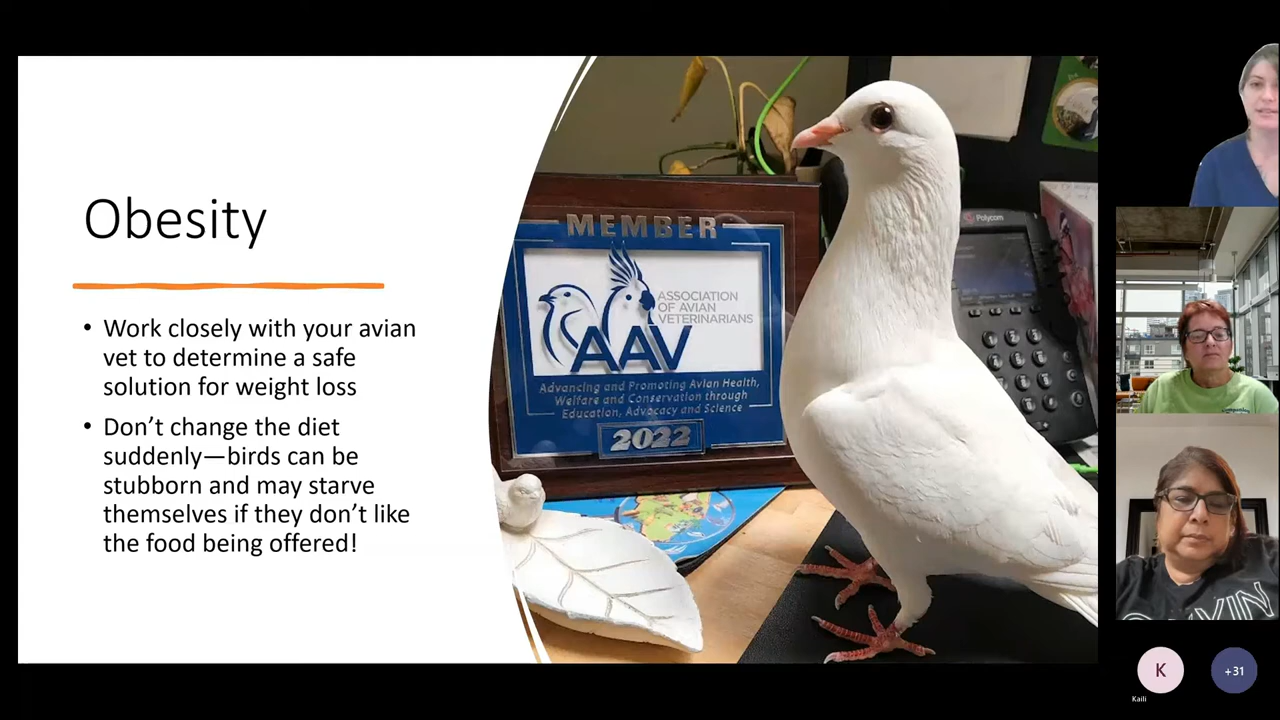 Obesity
• Work closely with your avian
vet to determine a safe
solution for weight loss
• Don’t change the diet
suddenly—birds can be
stubborn and may starve
themselves if they don’t like
the food being offered!
MEMBER
ASSOCIATION
OF AVIAN
VETERINARIANS
AAV
Advancing and Promoting Avian Health,
Welfare and Conservation through
Education, Advocacy and Science
2022
Polycom
K
+31
Kaili